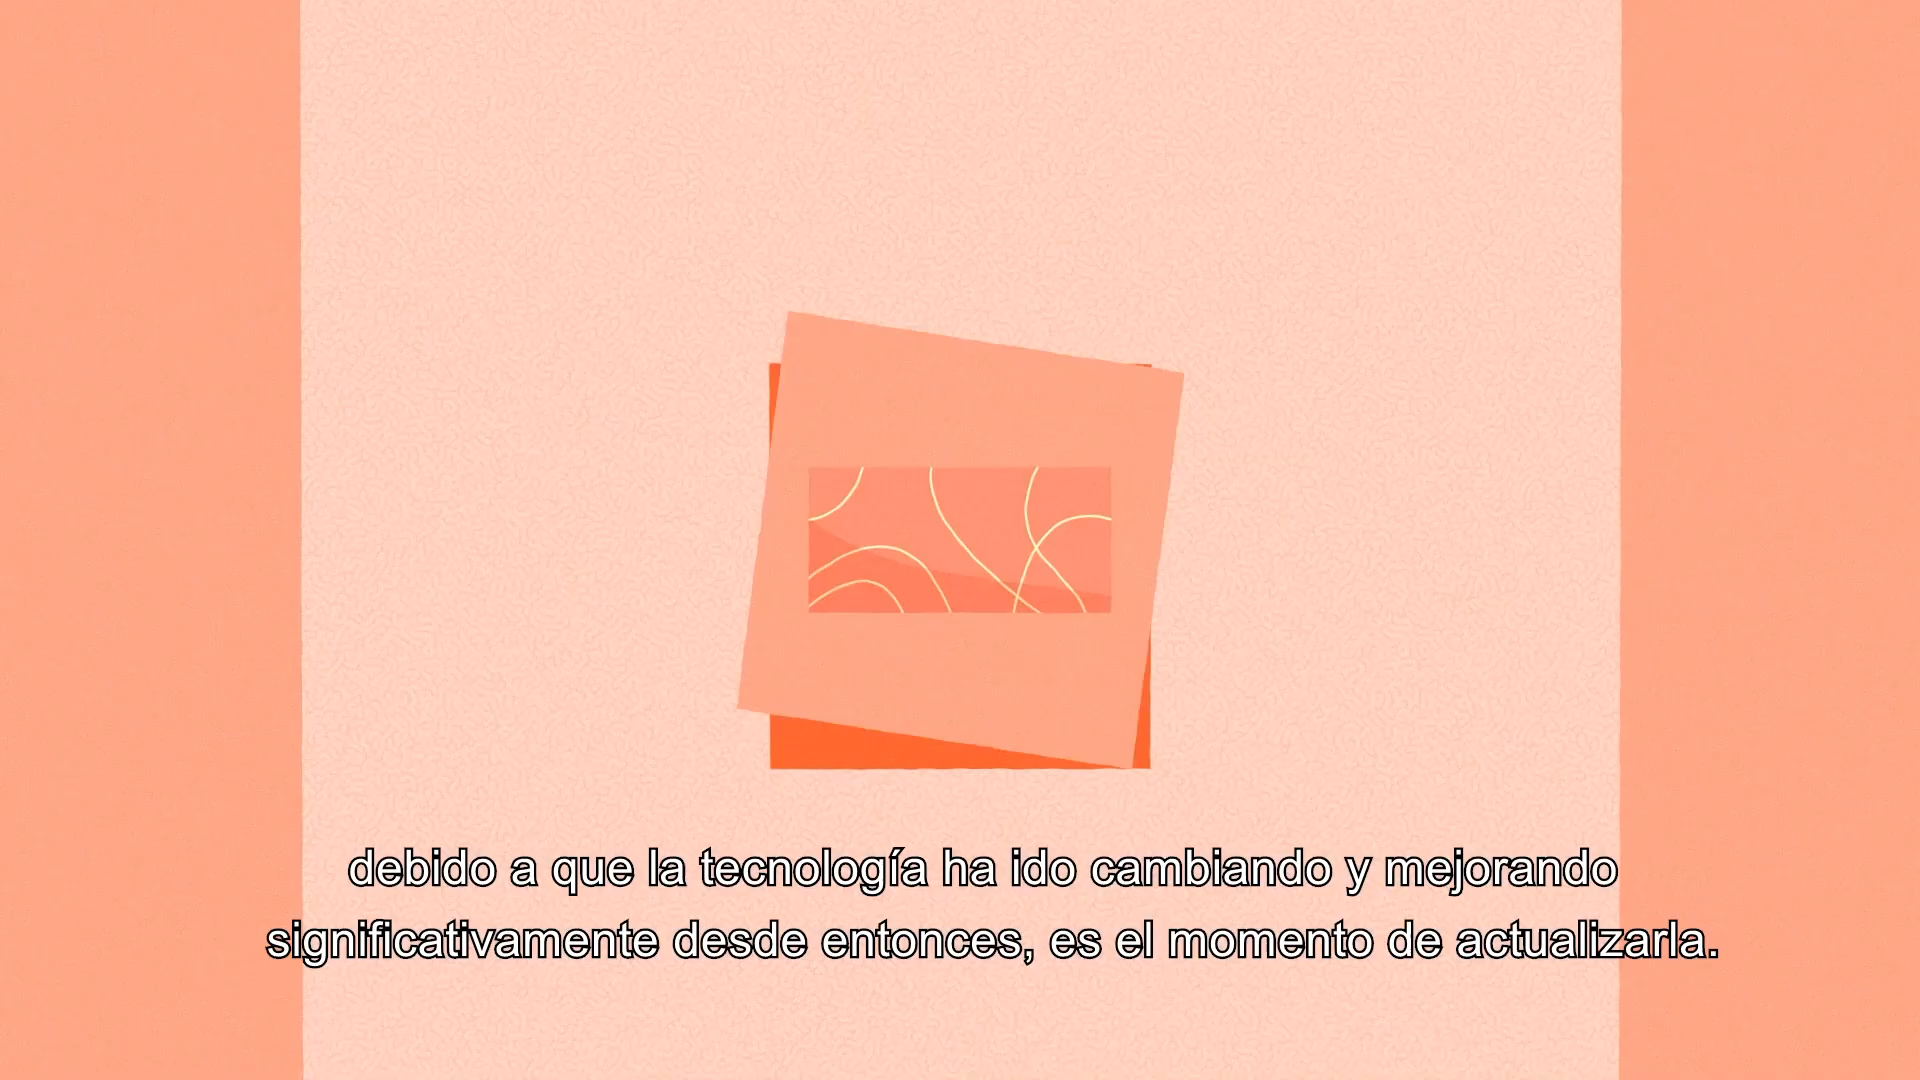 debido a que la tecnología ha ido cambiando y mejorando
significativamente desde entonces, es el momento de actualizarla.